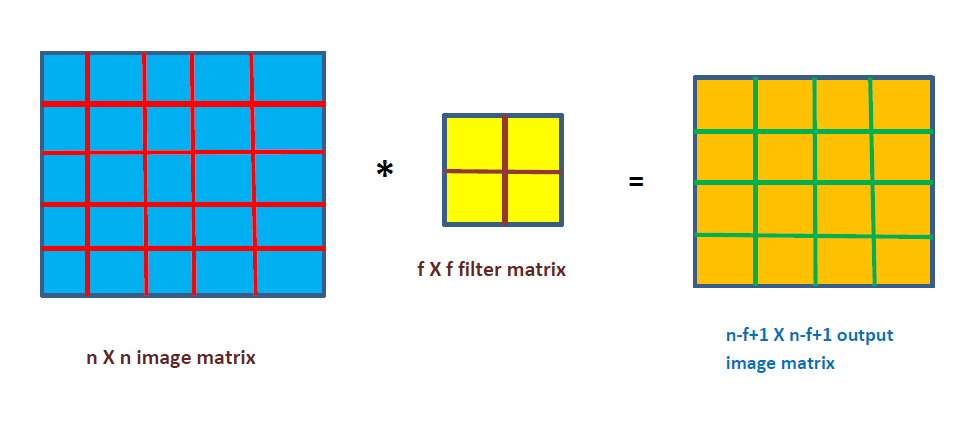 *
=
f X f filter matrix
n X n image matrix
n-f+1 X n-f+1 output
image matrix